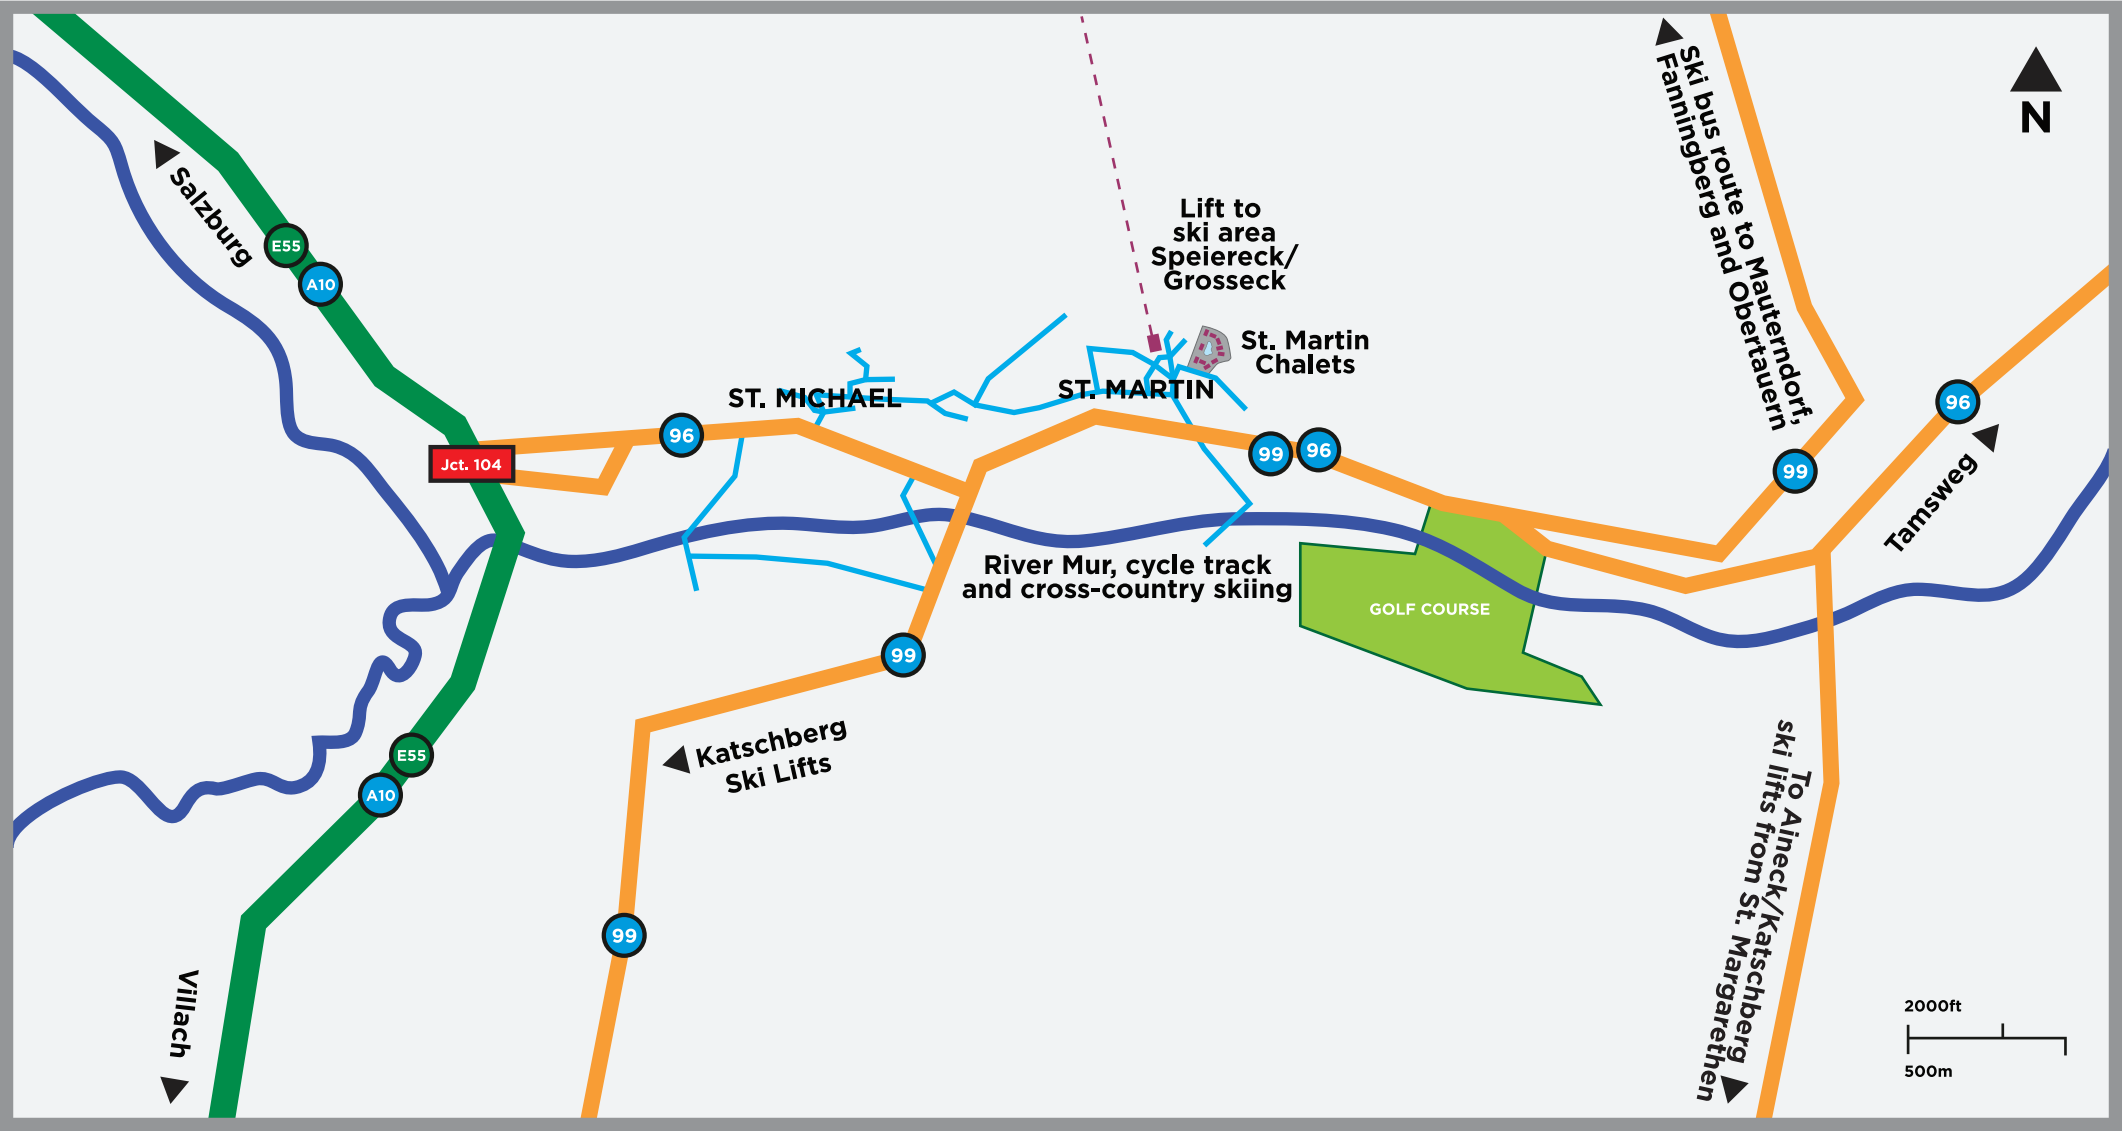 Ski bus route to Mauterndorf,
Fanningberg and Obertauern
N
Salzburg
E55
A10
Lift to
ski area
Speiereck/
Grosseck
St. Martin
Chalets
ST. MICHAEL
ST. MARTIN
96
Jct. 104
99
96
99
96
Tamsweg
River Mur, cycle track
and cross-country skiing
GOLF COURSE
99
Katschberg
Ski Lifts
E55
A10
99
Villach
To Aineck/Katschberg
ski lifts from St. Margarethen
2000ft
500m